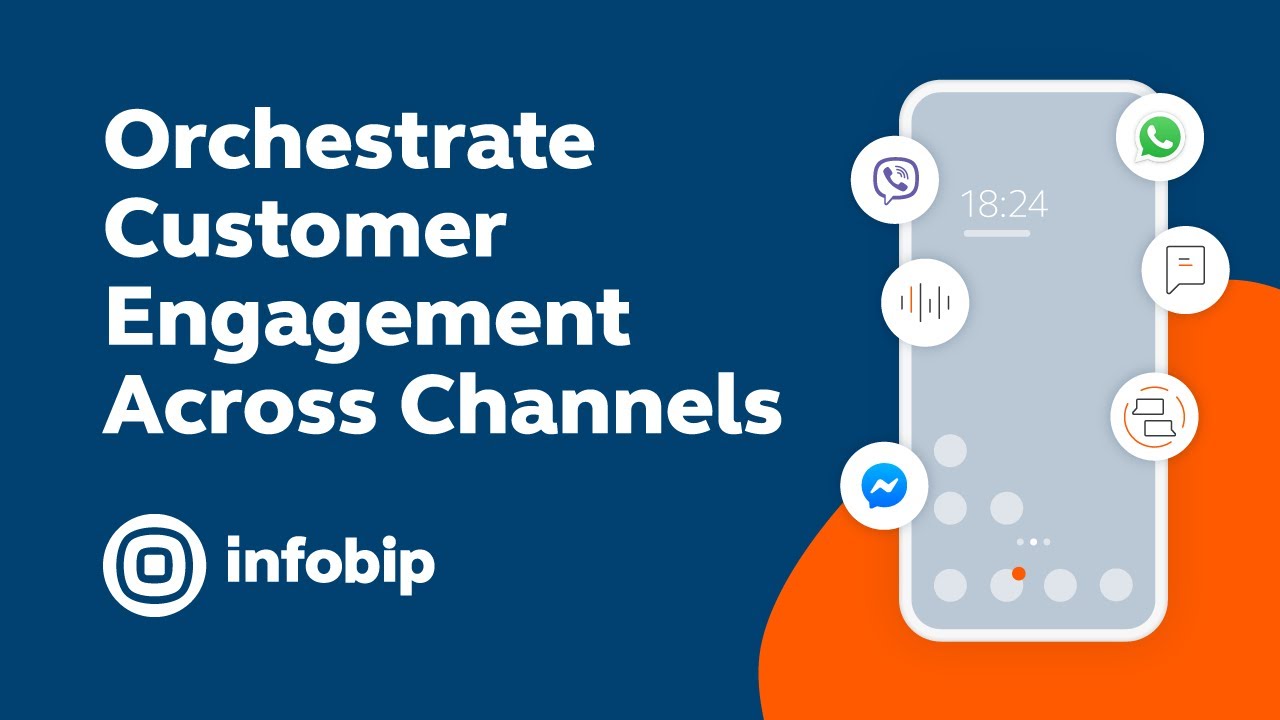 Orchestrate
Customer
Engagement
Across Channels
infobip
18:24